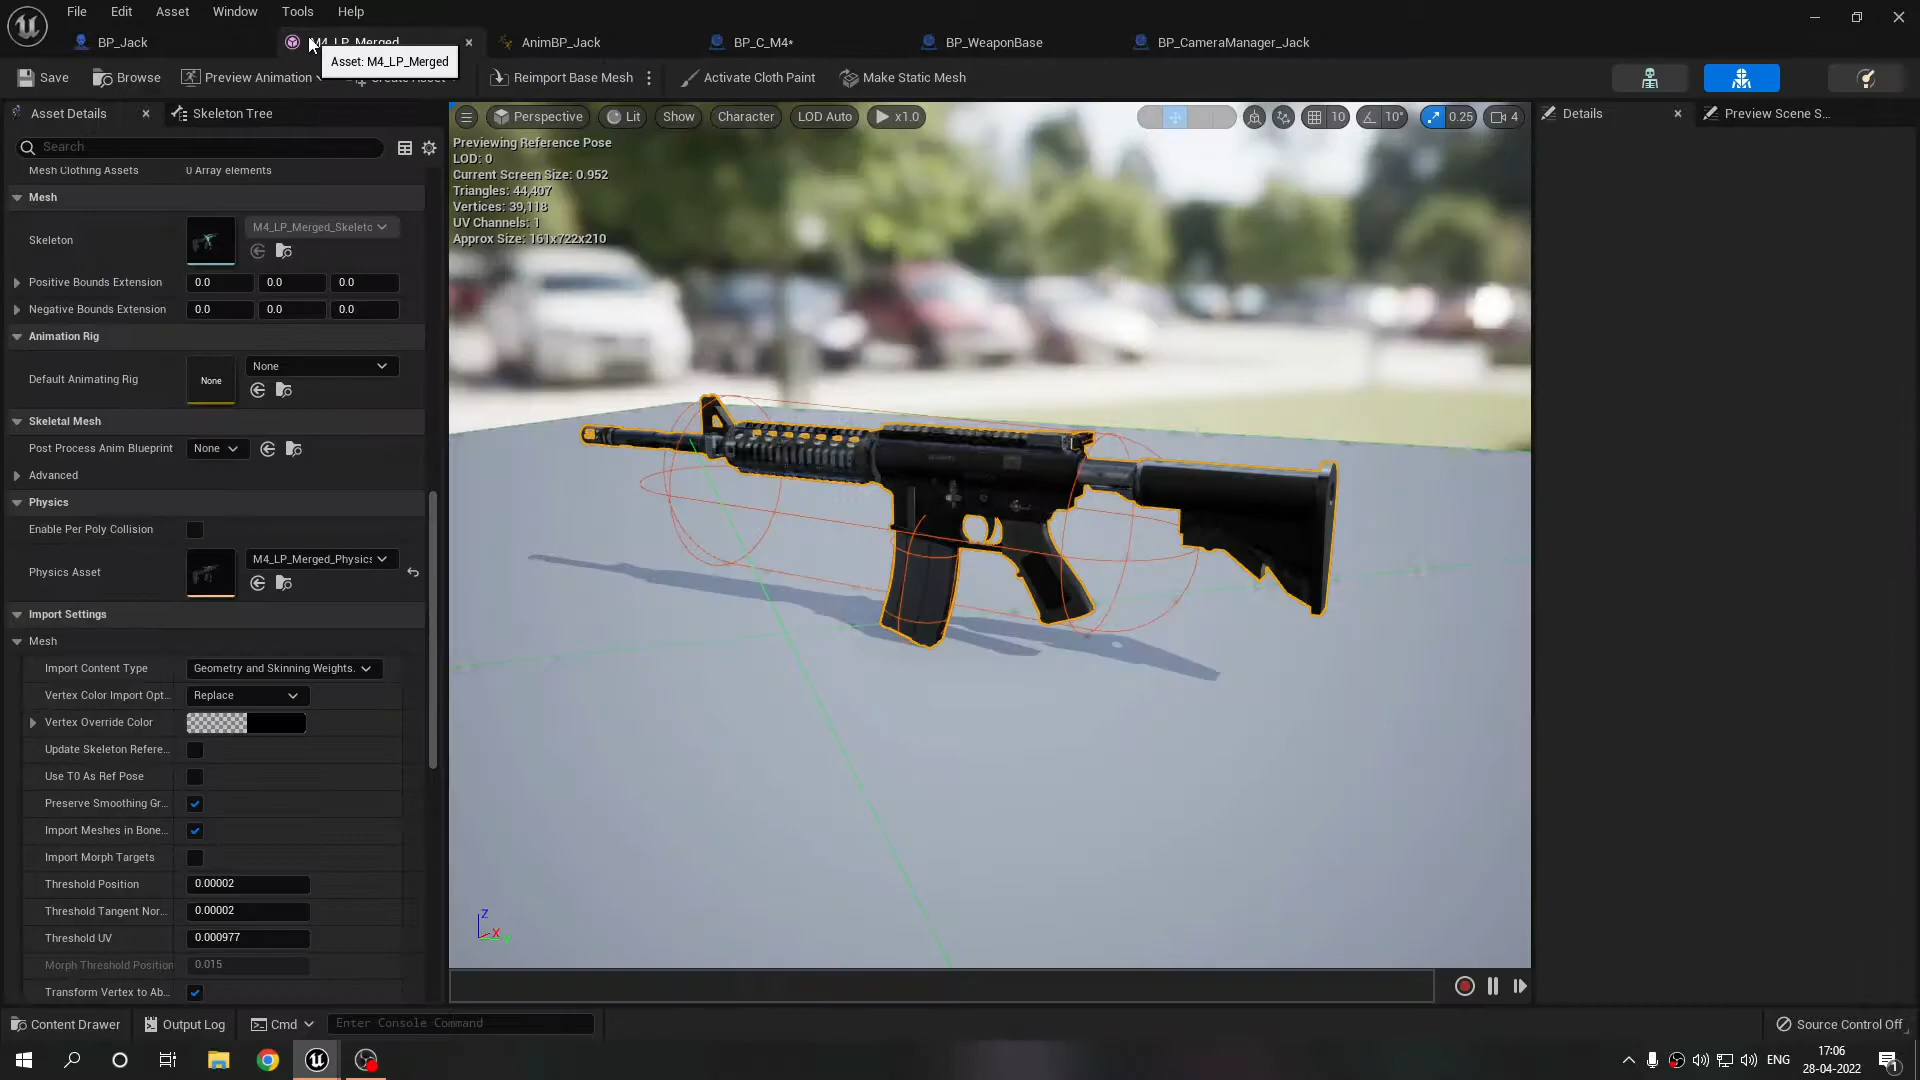 File Edit Asset Window Tools Help
BP_Jack M4_LP_Merged AnimBP_Jack BP_C_M4* BP_WeaponBase BP_CameraManager_Jack
Asset: M4_LP_Merged
Save Browse Preview Animation Create Asset Reimport Base Mesh Activate Cloth Paint Make Static Mesh
Asset Details Skeleton Tree
Perspective Lit Show Character LOD Auto x1.0 10 10° 0.25 4
Details Preview Scene S...
Search
Mesh Clothing Assets 0 Array elements
Mesh
Skeleton M4_LP_Merged_Skeleto
Positive Bounds Extension 0.0 0.0 0.0
Negative Bounds Extension 0.0 0.0 0.0
Animation Rig
Default Animating Rig None None
Skeletal Mesh
Post Process Anim Blueprint None
Advanced
Physics
Enable Per Poly Collision
Physics Asset M4_LP_Merged_Physics
Import Settings
Mesh
Import Content Type Geometry and Skinning Weights.
Vertex Color Import Opt... Replace
Vertex Override Color
Update Skeleton Refere...
Use T0 As Ref Pose
Preserve Smoothing Gr...
Import Meshes in Bone...
Import Morph Targets
Threshold Position 0.00002
Threshold Tangent Nor... 0.00002
Threshold UV 0.000977
Morph Threshold Position 0.015
Transform Vertex to Ab...
Previewing Reference Pose
LOD: 0
Current Screen Size: 0.952
Triangles: 44,407
Vertices: 39,118
UV Channels: 1
Approx Size: 161x722x210
Z
X
Content Drawer Output Log Cmd Enter Console Command Source Control Off
ENG 17:06
28-04-2022
1